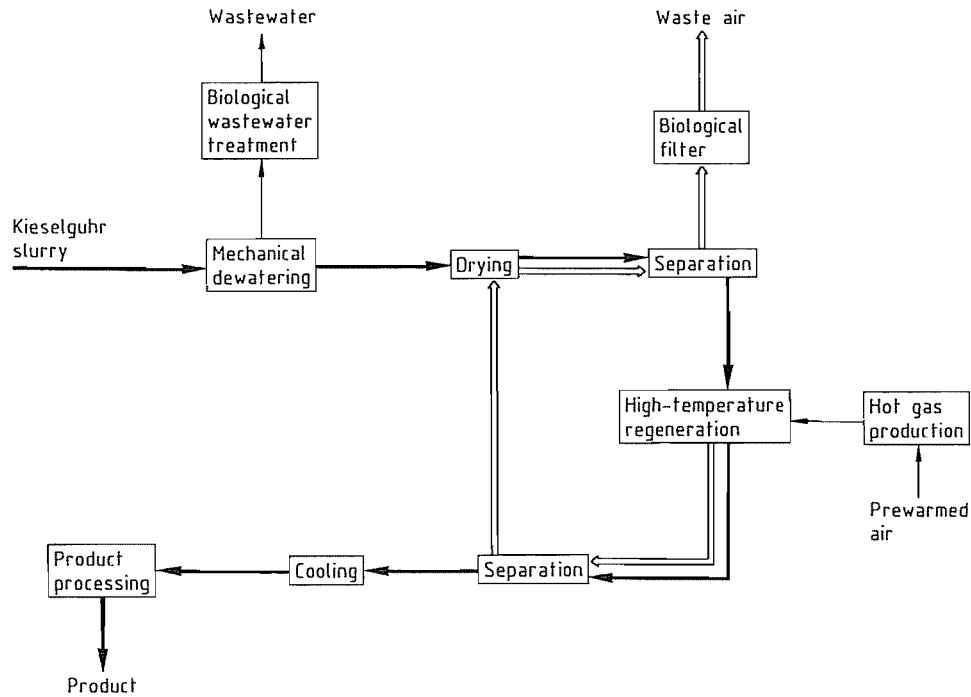 Wastewater
Waste air
Biological
wastewater
treatment
Biological
filter
Kieselguhr
slurry
Mechanical
dewatering
Drying
Separation
High-temperature
regeneration
Hot gas
production
Prewarmed
air
Product
processing
Cooling
Separation
Product